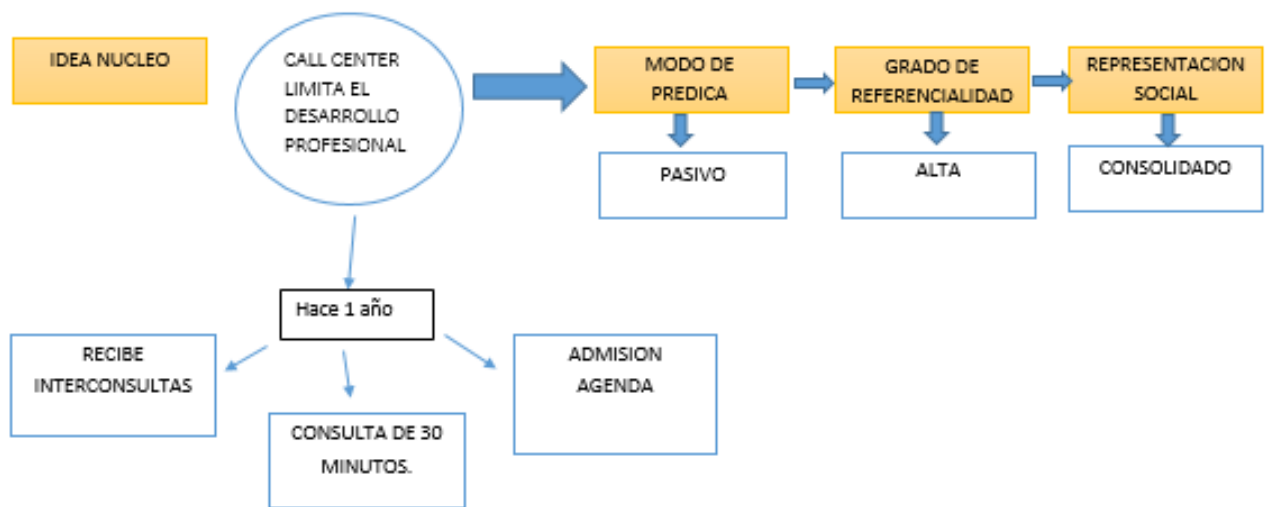 IDEA NUCLEO
CALL CENTER
LIMITA EL
DESARROLLO
PROFESIONAL
MODO DE
PREDICA
GRADO DE
REFERENCIALIDAD
REPRESENTACION
SOCIAL
PASIVO
ALTA
CONSOLIDADO
Hace 1 año
RECIBE
INTERCONSULTAS
CONSULTA DE 30
MINUTOS.
ADMISION
AGENDA